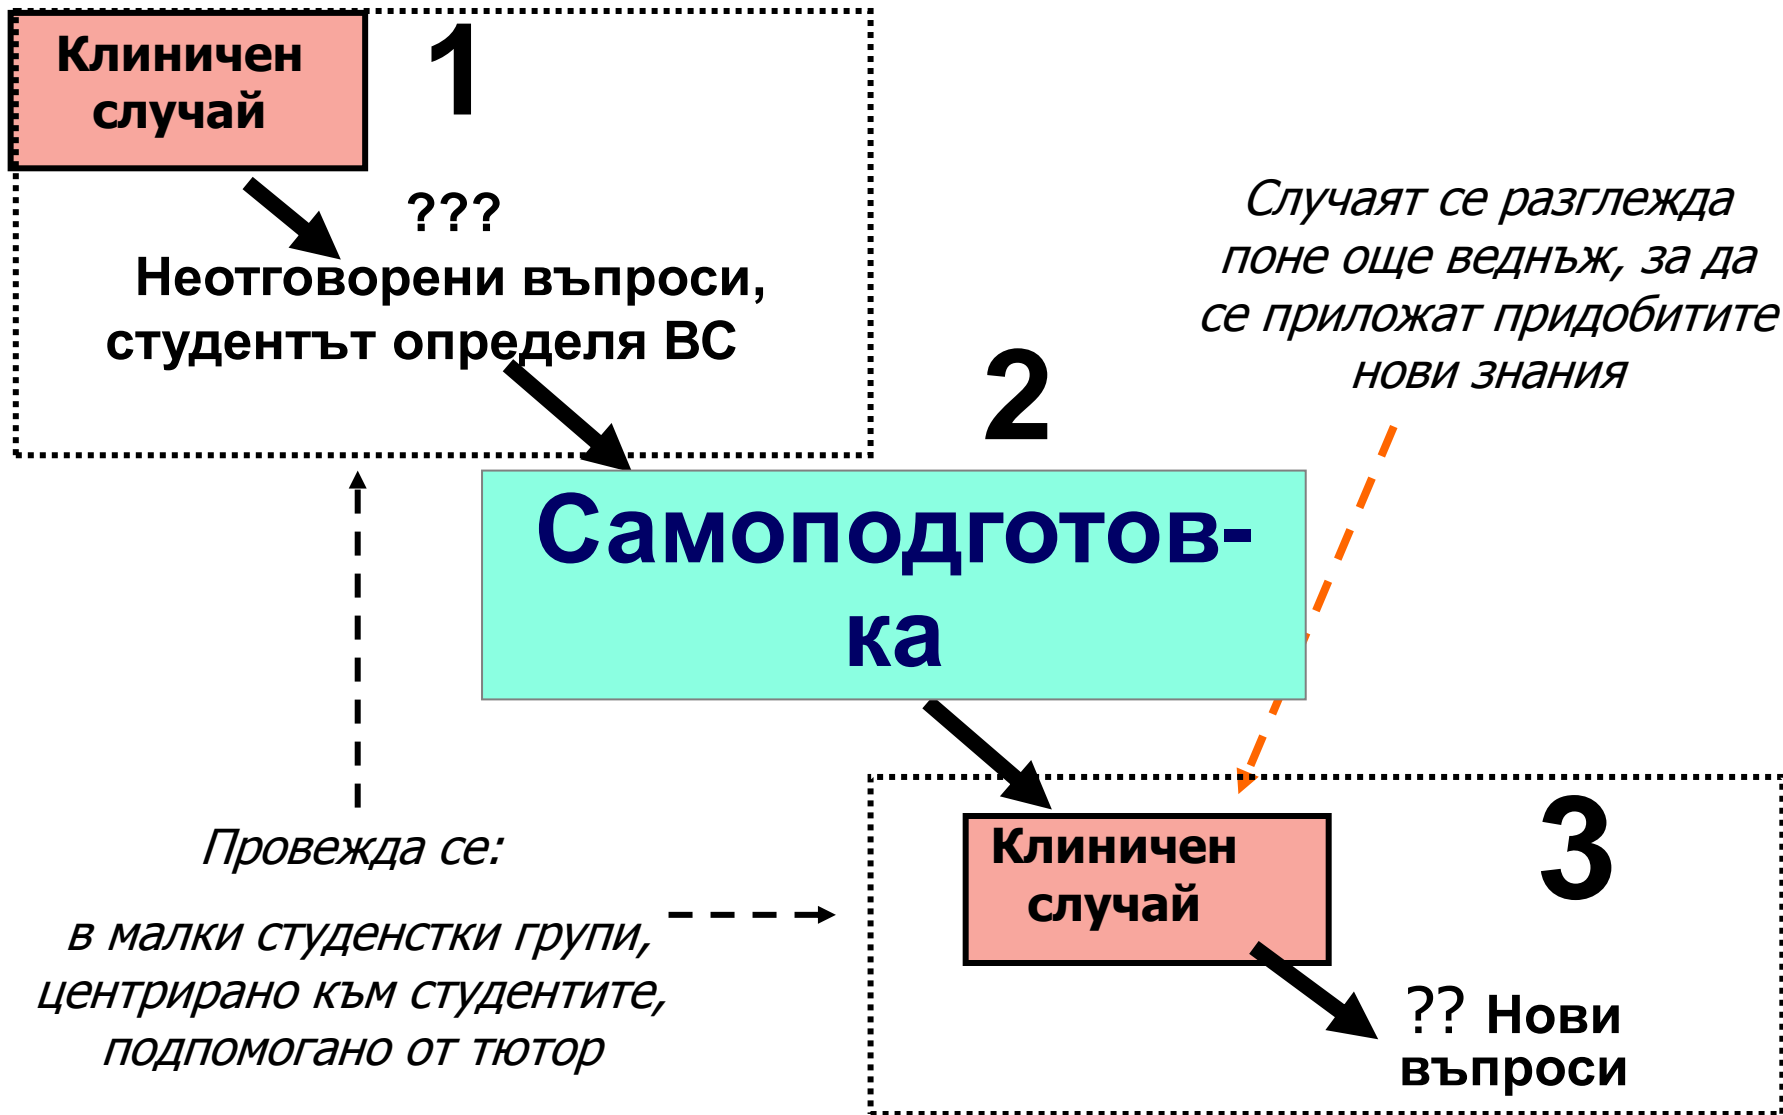 Клиничен
случай
1
???
Неотговорени въпроси,
студентът определя ВС
Случаят се разглежда
поне още веднъж, за да
се приложат придобитите
нови знания
2
Самоподготов-
ка
Провежда се:
в малки студенстки групи,
центрирано към студентите,
подпомогано от тютор
3
Клиничен
случай
?? Нови
въпроси